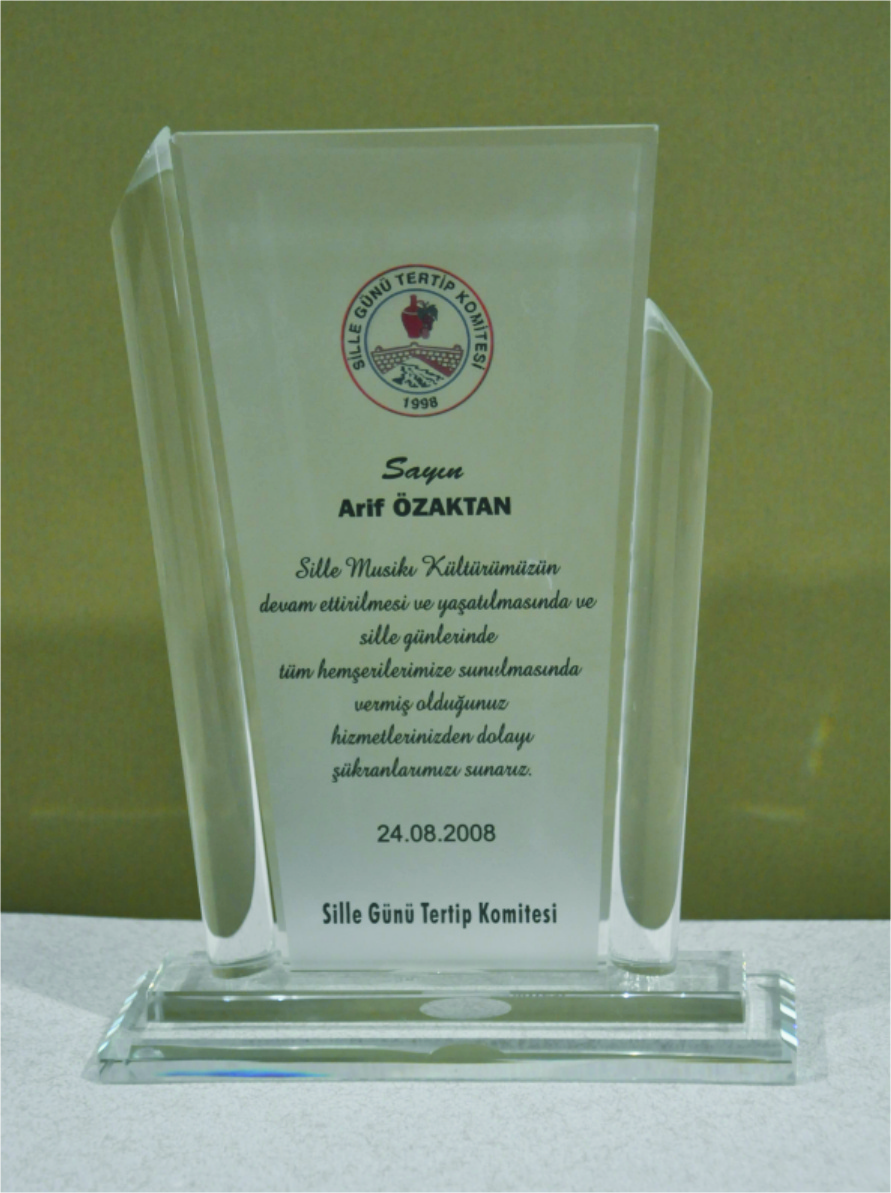 SİLLE GÜNÜ TERTİP KOMİTESİ
1998
Sayın
Arif ÖZAKTAN
Sille Musikı Kültürümüzün
devam ettirilmesi ve yaşatılmasında ve
sille günlerinde
tüm hemşerilerimize sunulmasında
vermiş olduğunuz
hizmetlerinizden dolayı
şükranlarımızı sunarız.
24.08.2008
Sille Günü Tertip Komitesi